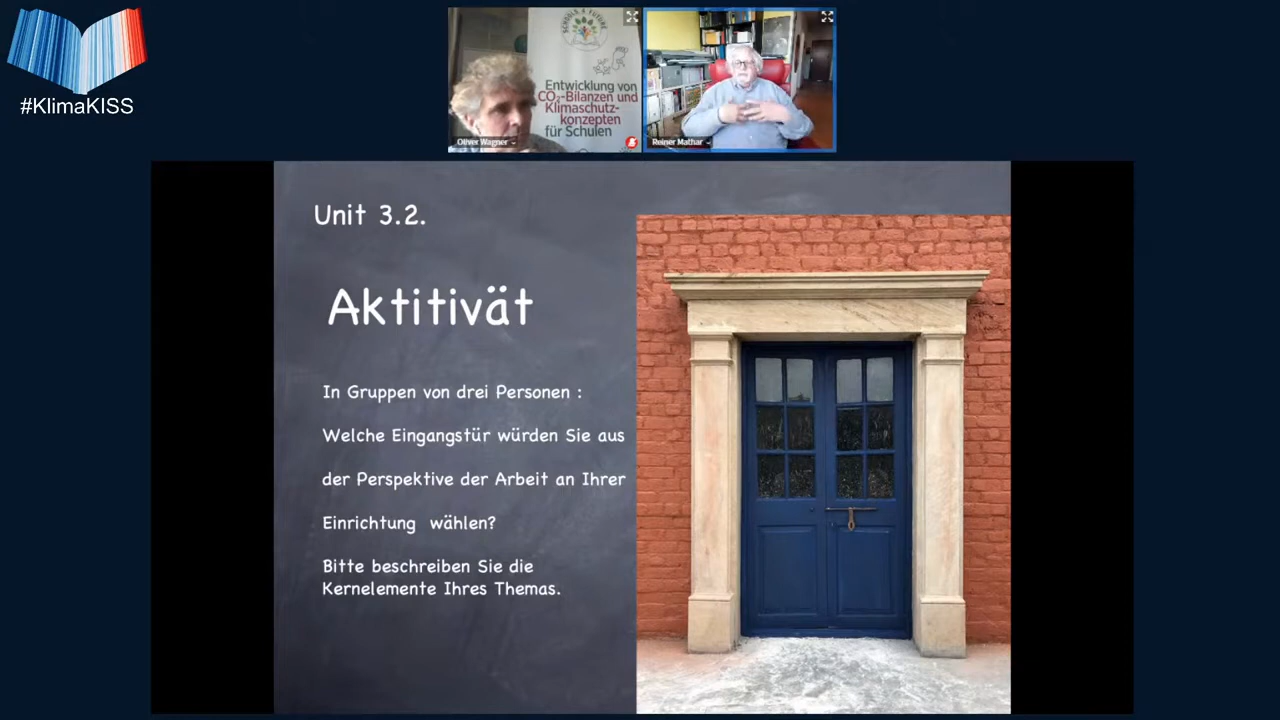 #KlimaKISS
SCHOOLS 4 FUTURE
Entwicklung von
CO₂-Bilanzen und
Klimaschutz-
konzepten
für Schulen
Oliver Wagner
Reiner Mathar
Unit 3.2.
Aktitivät
In Gruppen von drei Personen :
Welche Eingangstür würden Sie aus
der Perspektive der Arbeit an Ihrer
Einrichtung wählen?
Bitte beschreiben Sie die
Kernelemente Ihres Themas.